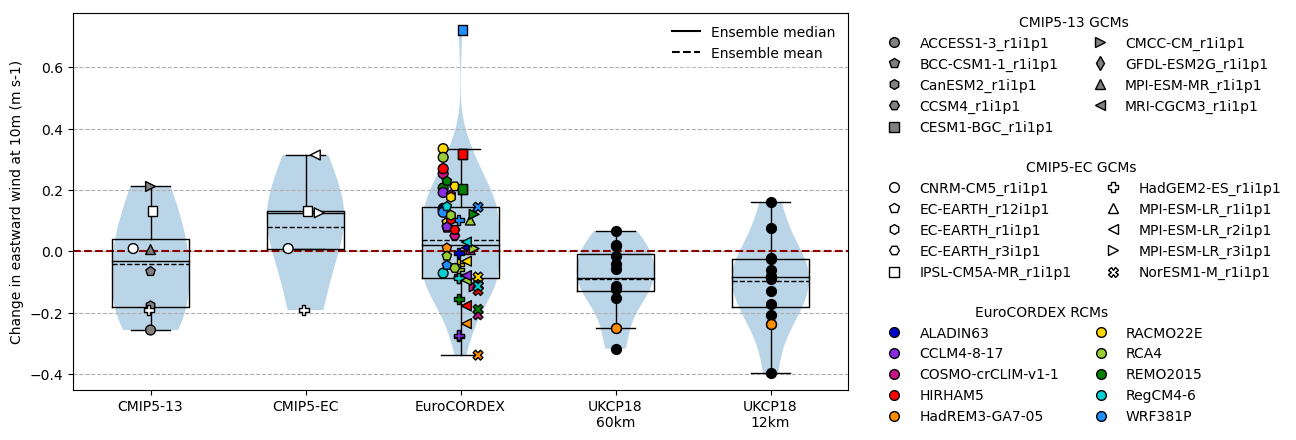 Change in eastward wind at 10m (m s-1)
0.6
0.4
0.2
0.0
−0.2
−0.4
Ensemble median
Ensemble mean
CMIP5-13
CMIP5-EC
EuroCORDEX
UKCP18
60km
UKCP18
12km
CMIP5-13 GCMs
ACCESS1-3_r1i1p1
BCC-CSM1-1_r1i1p1
CanESM2_r1i1p1
CCSM4_r1i1p1
CESM1-BGC_r1i1p1
CMCC-CM_r1i1p1
GFDL-ESM2G_r1i1p1
MPI-ESM-MR_r1i1p1
MRI-CGCM3_r1i1p1
CMIP5-EC GCMs
CNRM-CM5_r1i1p1
EC-EARTH_r12i1p1
EC-EARTH_r1i1p1
EC-EARTH_r3i1p1
IPSL-CM5A-MR_r1i1p1
HadGEM2-ES_r1i1p1
MPI-ESM-LR_r1i1p1
MPI-ESM-LR_r2i1p1
MPI-ESM-LR_r3i1p1
NorESM1-M_r1i1p1
EuroCORDEX RCMs
ALADIN63
CCLM4-8-17
COSMO-crCLIM-v1-1
HIRHAM5
HadREM3-GA7-05
RACMO22E
RCA4
REMO2015
RegCM4-6
WRF381P